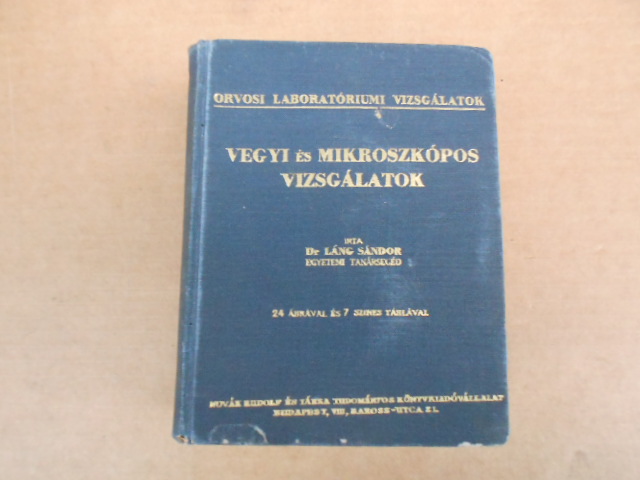 ORVOSI LABORATÓRIUMI VIZSGÁLATOK
VEGYI ÉS MIKROSZKÓPOS
VIZSGÁLATOK
IRTA
Dr LÁNG SÁNDOR
EGYETEMI TANÁRSEGÉD
24 ÁBRÁVAL ÉS 7 SZINES TÁBLÁVAL
NOVÁK RUDOLF ÉS TÁRSA TUDOMÁNYOS KÖNYVKIADÓVÁLLALAT
BUDAPEST, VIII, BAROSS-UTCA 21.